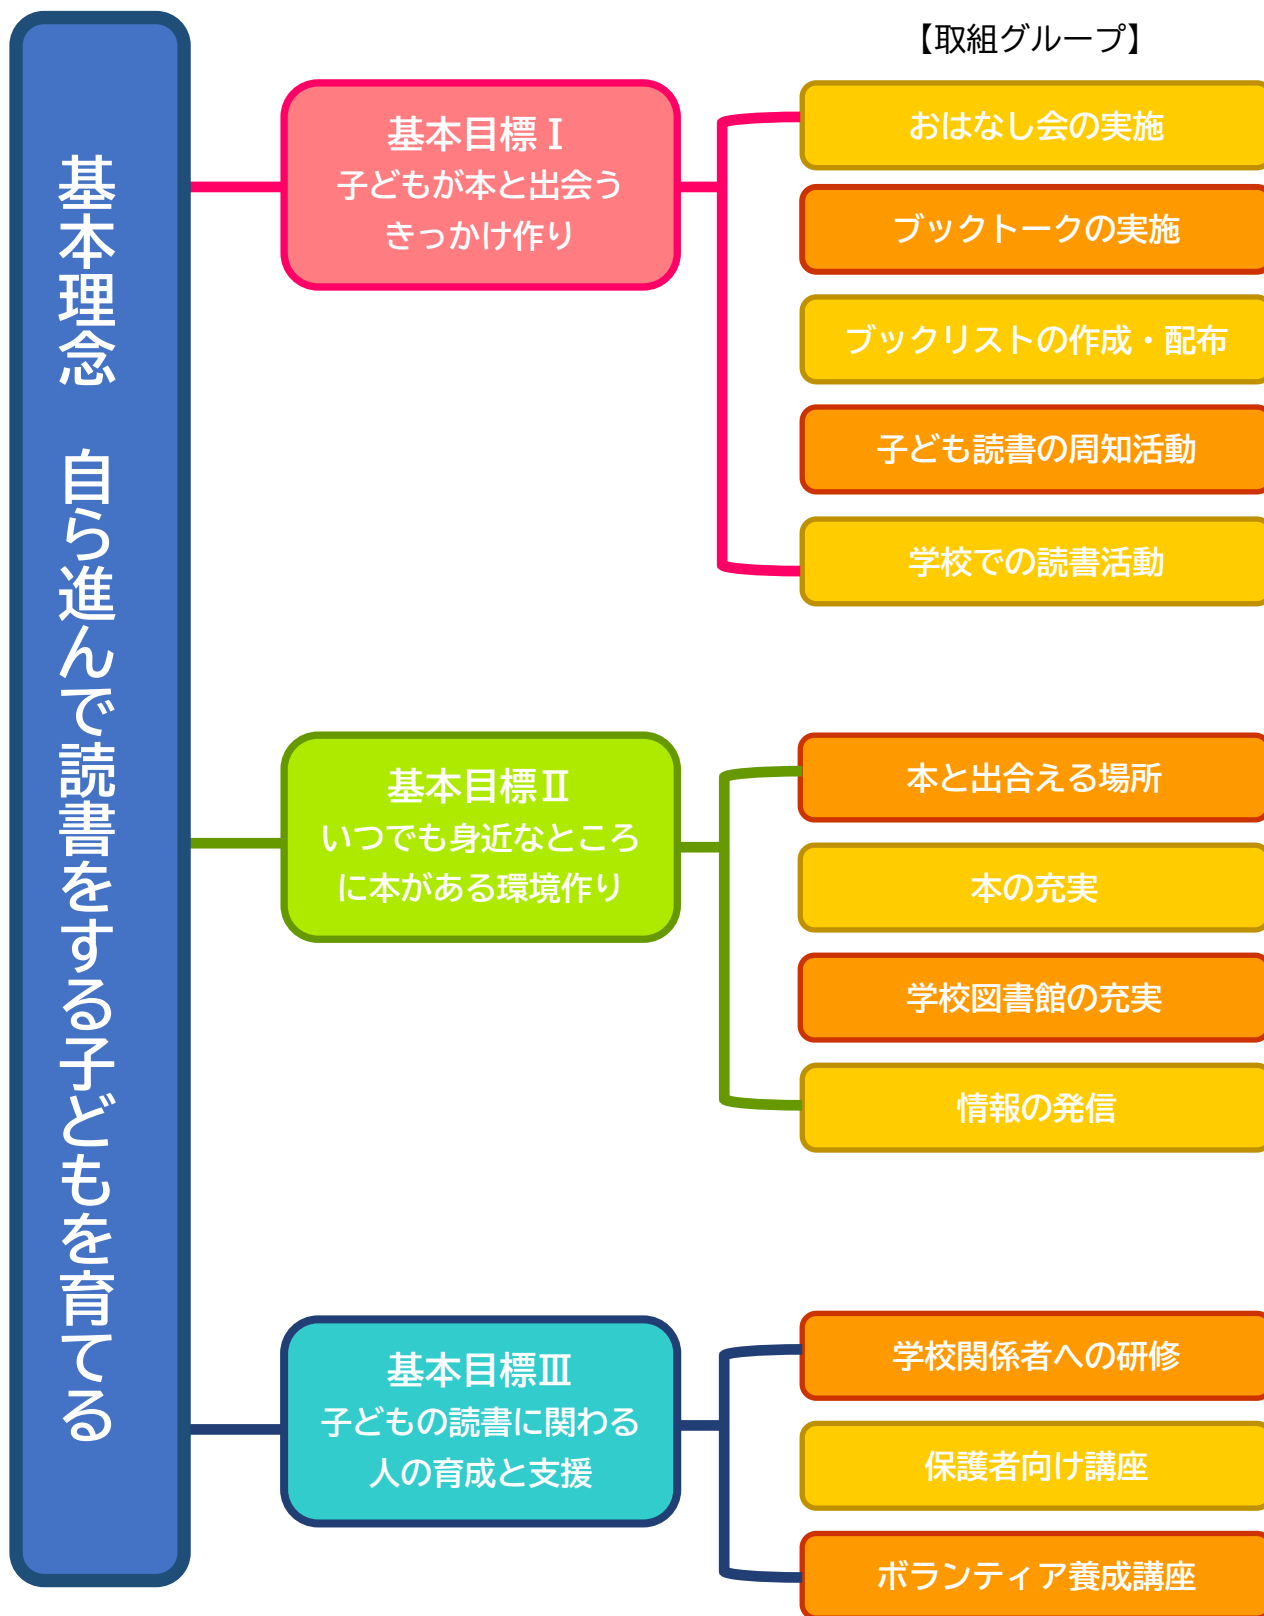 基本理念　自ら進んで読書をする子どもを育てる
【取組グループ】
基本目標Ⅰ
子どもが本と出会う
きっかけ作り
おはなし会の実施
ブックトークの実施
ブックリストの作成・配布
子ども読書の周知活動
学校での読書活動
基本目標Ⅱ
いつでも身近なところ
に本がある環境作り
本と出合える場所
本の充実
学校図書館の充実
情報の発信
基本目標Ⅲ
子どもの読書に関わる
人の育成と支援
学校関係者への研修
保護者向け講座
ボランティア養成講座